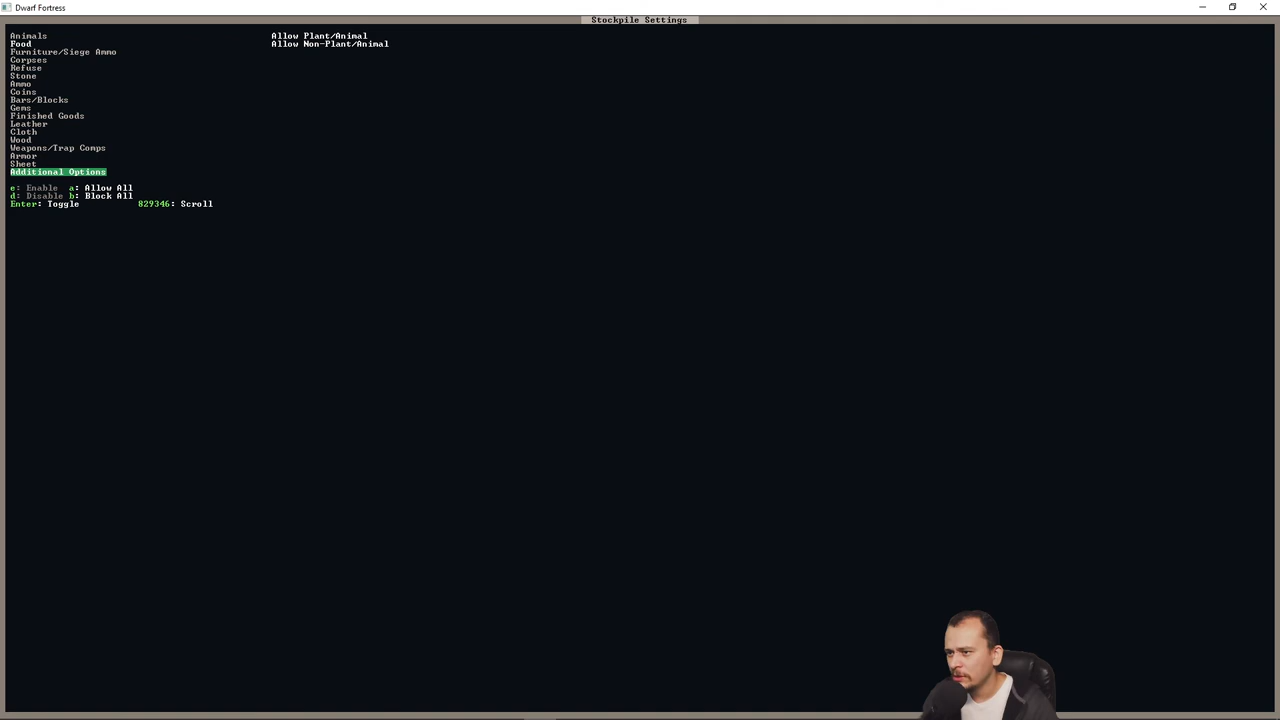 Dwarf Fortress
Stockpile Settings
Animals
Allow Plant/Animal
Food
Allow Non-Plant/Animal
Furniture/Siege Ammo
Corpses
Refuse
Stone
Ammo
Coins
Bars/Blocks
Gems
Finished Goods
Leather
Cloth
Wood
Weapons/Trap Comps
Armor
Sheet
Additional Options
e: Enable a: Allow All
d: Disable b: Block All
Enter: Toggle 829346: Scroll